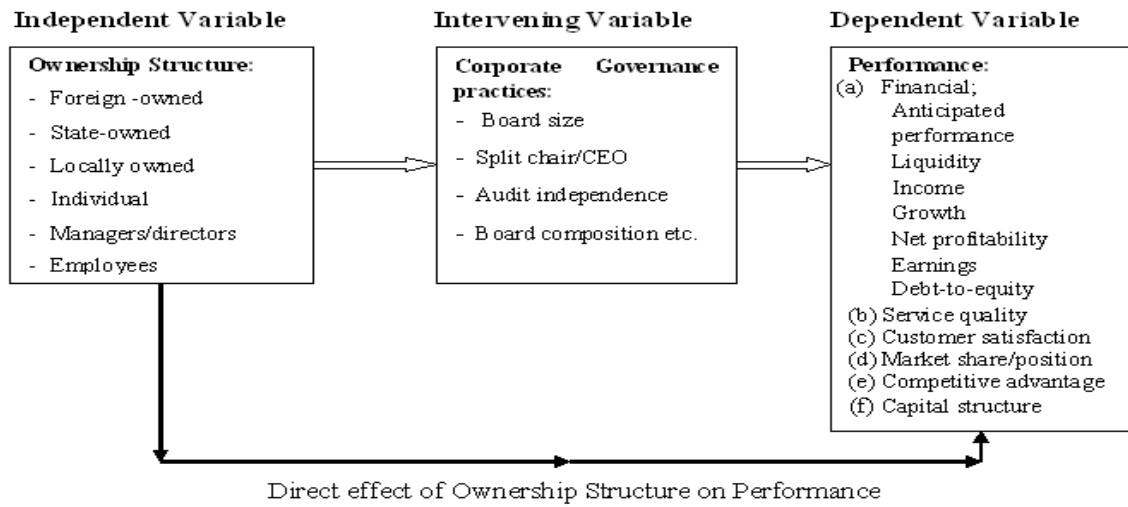 Independent Variable
Ownership Structure:
- Foreign -owned
- State-owned
- Locally owned
- Individual
- Managers/directors
- Employees
Intervening Variable
Corporate Governance
practices:
- Board size
- Split chair/CEO
- Audit independence
- Board composition etc.
Dependent Variable
Performance:
(a) Financial;
Anticipated
performance
Liquidity
Income
Growth
Net profitability
Earnings
Debt-to-equity
(b) Service quality
(c) Customer satisfaction
(d) Market share/position
(e) Competitive advantage
(f) Capital structure
Direct effect of Ownership Structure on Performance